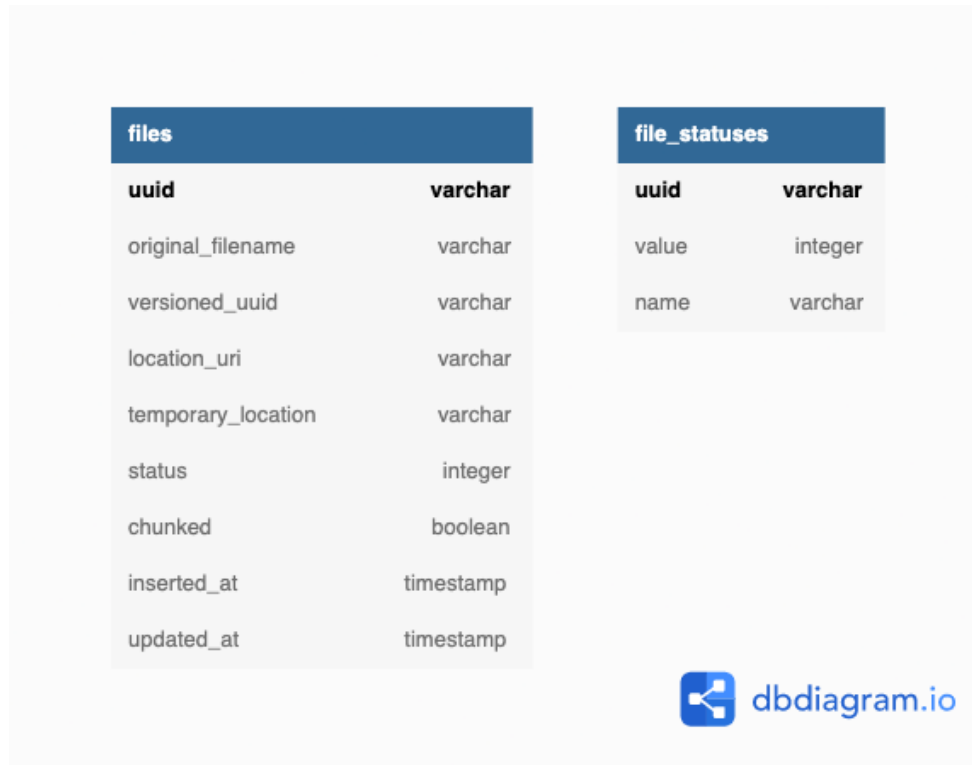 files
uuid varchar
original_filename varchar
versioned_uuid varchar
location_uri varchar
temporary_location varchar
status integer
chunked boolean
inserted_at timestamp
updated_at timestamp
file_statuses
uuid varchar
value integer
name varchar
dbdiagram.io